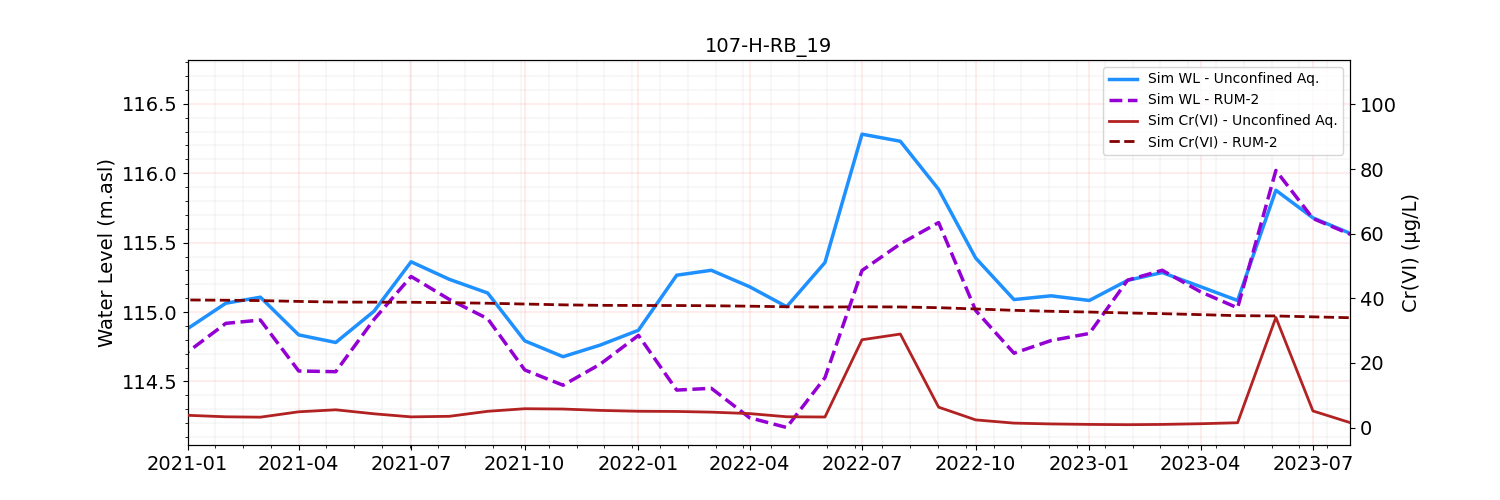 107-H-RB_19
Water Level (m.asl)
116.5
116.0
115.5
115.0
114.5
100
80
60
40
20
0
Cr(VI) (μg/L)
Sim WL - Unconfined Aq.
Sim WL - RUM-2
Sim Cr(VI) - Unconfined Aq.
Sim Cr(VI) - RUM-2
2021-01 2021-04 2021-07 2021-10 2022-01 2022-04 2022-07 2022-10 2023-01 2023-04 2023-07